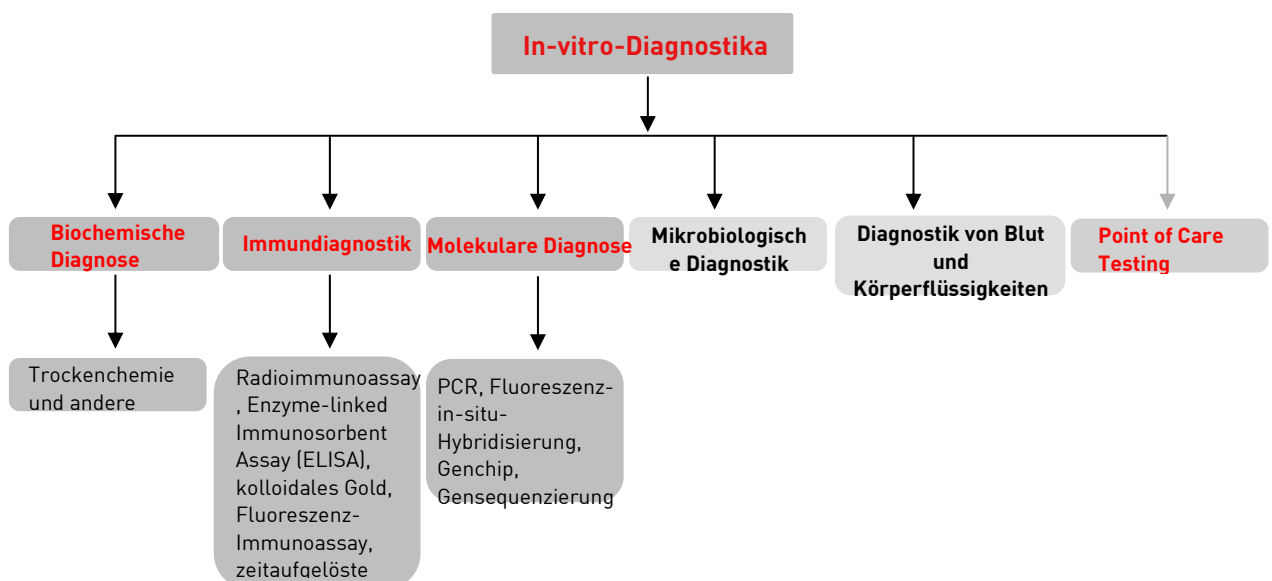 In-vitro-Diagnostika
Biochemische
Diagnose
Immundiagnostik
Molekulare Diagnose
Mikrobiologisch
e Diagnostik
Diagnostik von Blut
und
Körperflüssigkeiten
Point of Care
Testing
Trockenchemie
und andere
Radioimmunoassay
, Enzyme-linked
Immunosorbent
Assay (ELISA),
kolloidales Gold,
Fluoreszenz-
Immunoassay,
zeitaufgelöste
PCR, Fluoreszenz-
in-situ-
Hybridisierung,
Genchip,
Gensequenzierung